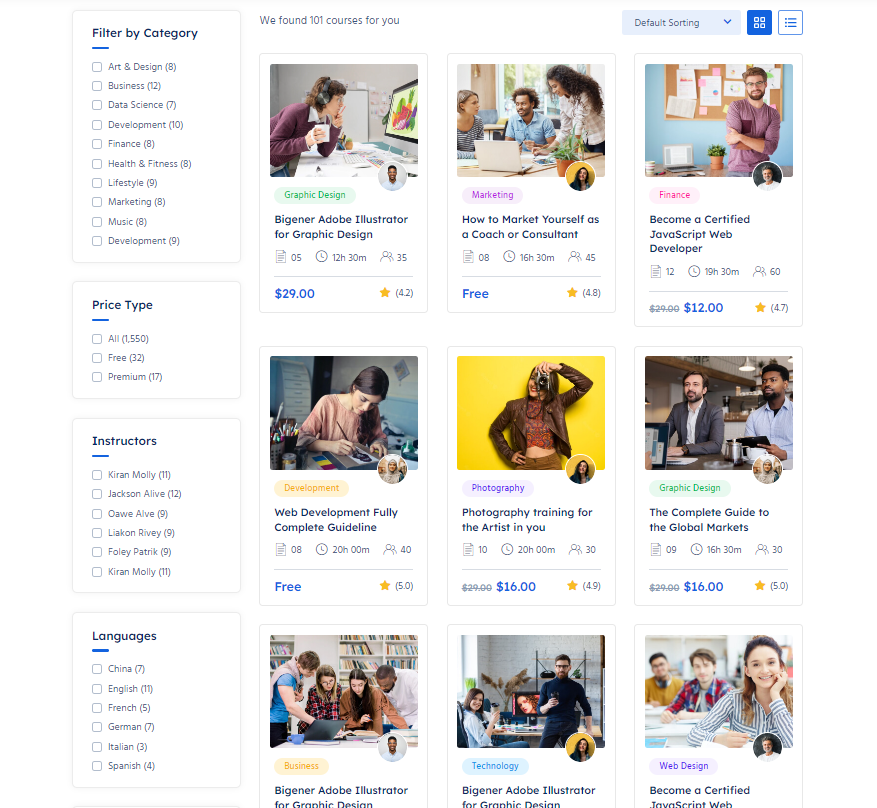 Filter by Category
Art & Design (8)
Business (12)
Data Science (7)
Development (10)
Finance (8)
Health & Fitness (8)
Lifestyle (9)
Marketing (8)
Music (8)
Development (9)
Price Type
All (1,550)
Free (32)
Premium (17)
Instructors
Kiran Molly (11)
Jackson Alive (12)
Oawe Alve (9)
Liakon Rivey (9)
Foley Patrik (9)
Kiran Molly (11)
Languages
China (7)
English (11)
French (5)
German (7)
Italian (3)
Spanish (4)
We found 101 courses for you
Default Sorting
Graphic Design
Bigener Adobe Illustrator
for Graphic Design
05 12h 30m 35
$29.00 (4.2)
Marketing
How to Market Yourself as
a Coach or Consultant
08 16h 30m 45
Free (4.8)
Finance
Become a Certified
JavaScript Web
Developer
12 19h 30m 60
$29.00 $12.00 (4.7)
Development
Web Development Fully
Complete Guideline
08 20h 00m 40
Free (5.0)
Photography
Photography training for
the Artist in you
10 20h 00m 30
$29.00 $16.00 (4.9)
Graphic Design
The Complete Guide to
the Global Markets
09 16h 30m 30
$29.00 $16.00 (5.0)
Business
Bigener Adobe Illustrator
for Graphic Design
Technology
Bigener Adobe Illustrator
for Graphic Design
Web Design
Become a Certified
JavaScript Web